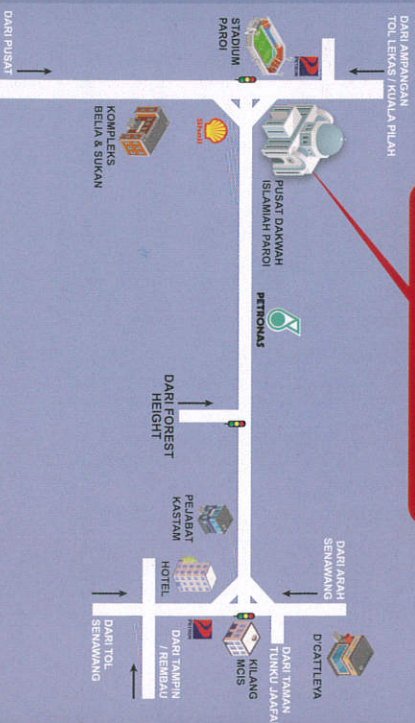 DARI AMPANGAN
TOL LEKAS / KUALA PILAH
STADIUM
PAROI
PETRON
DARI PUSAT
KOMPLEKS
BELIA & SUKAN
Shell
PUSAT DAKWAH
ISLAMIAH PAROI
PETRONAS
DARI FOREST
HEIGHT
PEJABAT
KASTAM
HOTEL
DARI ARAH
SENAWANG
D'CATTLEYA
DARI TAMAN
TUNKU JAAFA
KILANG
MCIS
PETRON
DARI TAMPIN
/ REMBAU
DARI TOL
SENAWANG